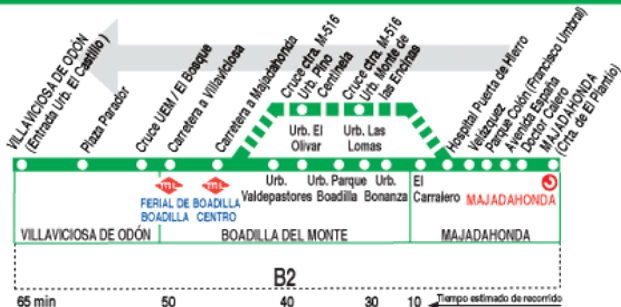 VILLAVICIOSA DE ODÓN
(Entrada Urb. El Castillo )
Plaza Parador
Cruce UEM / El Bosque
Carretera a Villaviciosa
Carretera a Majadahonda
Cruce ctra. M-516
Urb. Pino
Centinela
Cruce ctra. M-516
Urb. Monte de
las Encinas
Hospital Puerta de Hierro
Velázquez
Parque Colón (Francisco Umbral)
Avenida España
Doctor Calero
MAJADAHONDA
(Crta. de El Plantío)
Urb. El
Olivar
Urb. Las
Lomas
ML
FERIAL DE
BOADILLA
ML
BOADILLA
CENTRO
Urb.
Valdepastores
Urb. Parque
Boadilla
Urb.
Bonanza
El
Carralero
MAJADAHONDA
VILLAVICIOSA DE ODÓN
BOADILLA DEL MONTE
MAJADAHONDA
B2
65 min
50
40
30
10
Tiempo estimado de recorrido